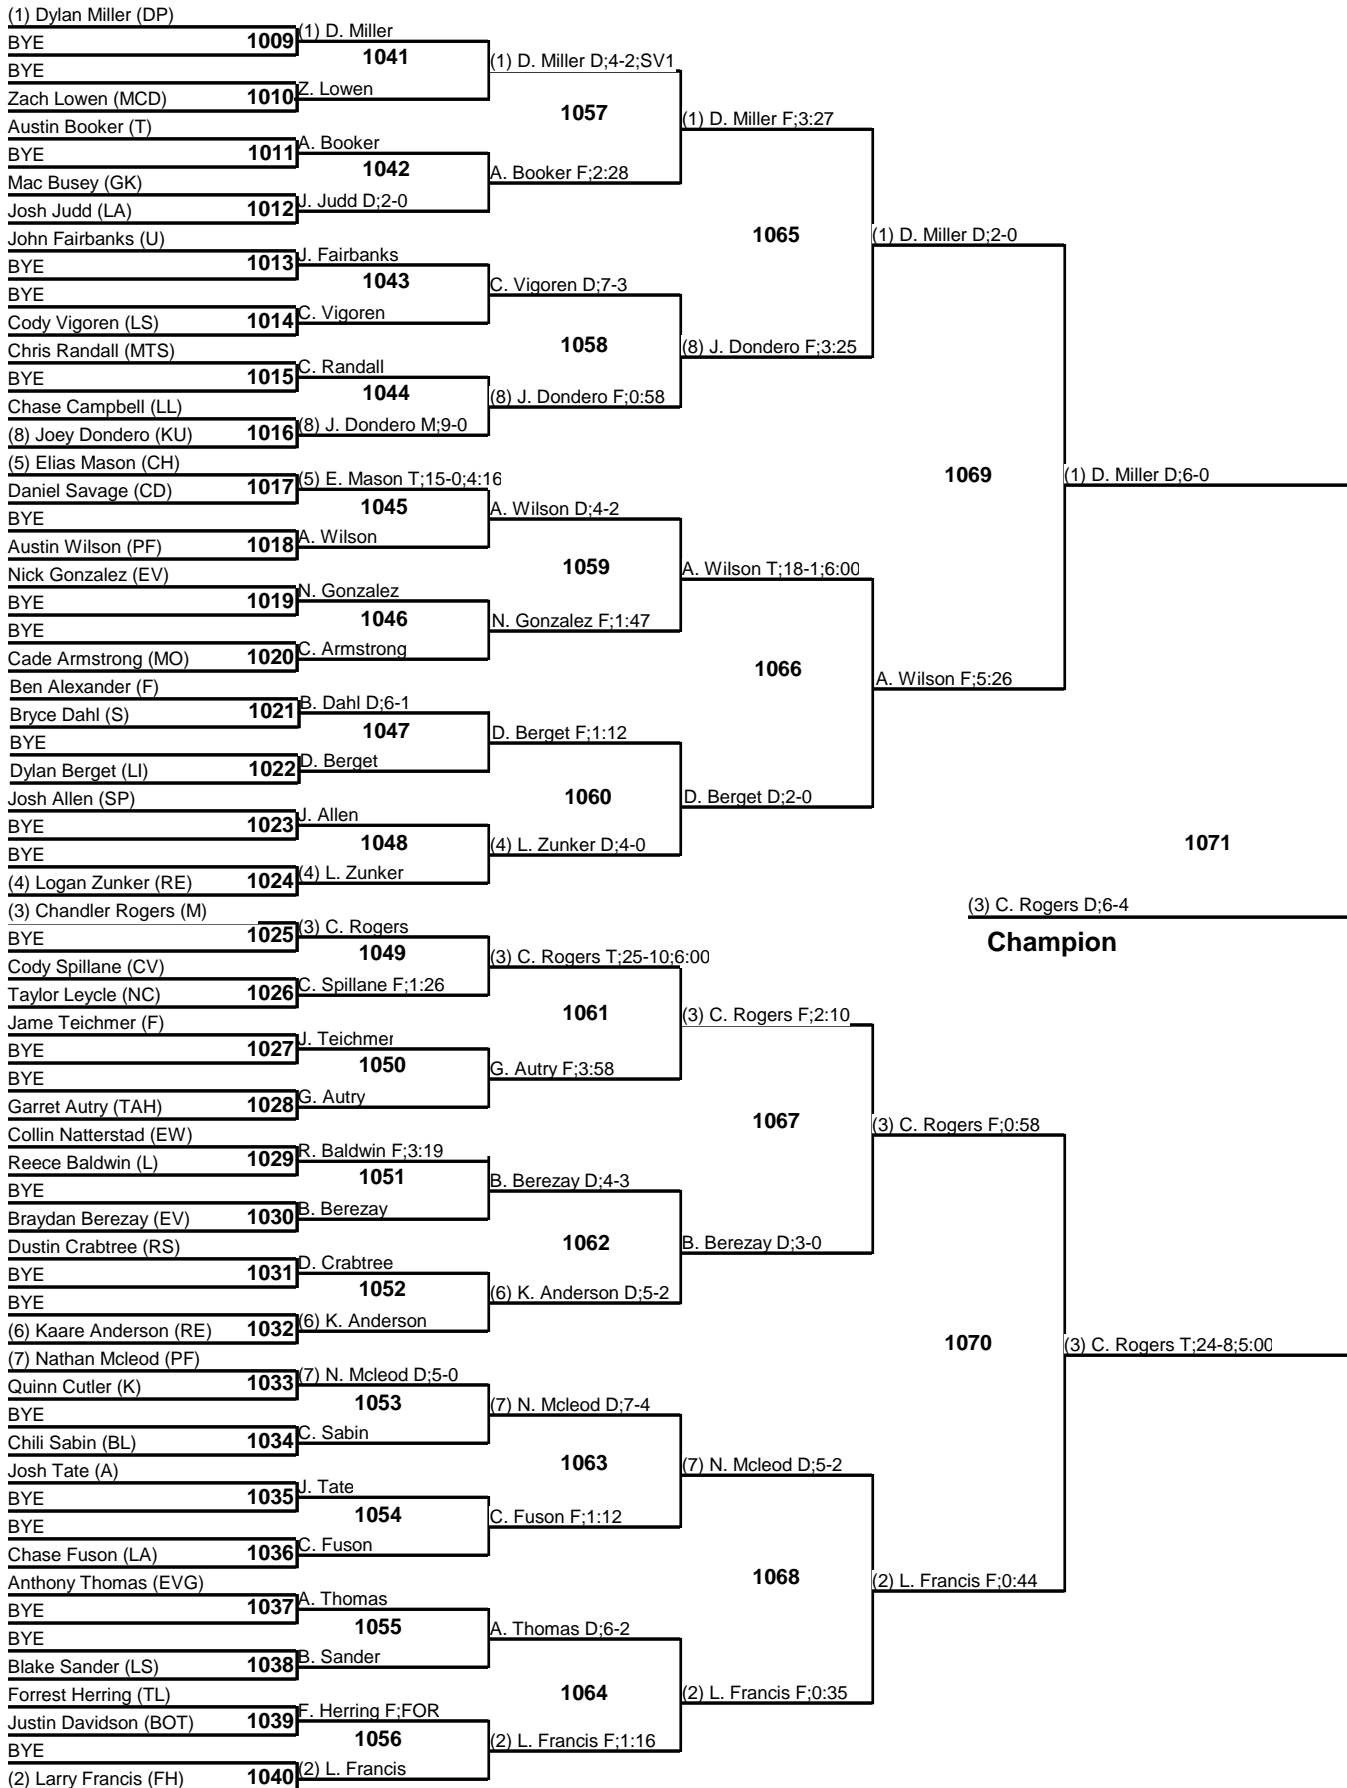 (1) Dylan Miller (DP)
BYE
1009
BYE
Zach Lowen (MCD)
1010
Austin Booker (T)
BYE
1011
Mac Busey (GK)
Josh Judd (LA)
1012
John Fairbanks (U)
BYE
1013
BYE
Cody Vigoren (LS)
1014
Chris Randall (MTS)
BYE
1015
Chase Campbell (LL)
(8) Joey Dondero (KU)
1016
(5) Elias Mason (CH)
Daniel Savage (CD)
1017
BYE
Austin Wilson (PF)
1018
Nick Gonzalez (EV)
BYE
1019
BYE
Cade Armstrong (MO)
1020
Ben Alexander (F)
Bryce Dahl (S)
1021
BYE
Dylan Berget (LI)
1022
Josh Allen (SP)
BYE
1023
BYE
(4) Logan Zunker (RE)
1024
(3) Chandler Rogers (M)
BYE
1025
Cody Spillane (CV)
Taylor Leycle (NC)
1026
Jame Teichmer (F)
BYE
1027
BYE
Garret Autry (TAH)
1028
Collin Natterstad (EW)
Reece Baldwin (L)
1029
BYE
Braydan Berezay (EV)
1030
Dustin Crabtree (RS)
BYE
1031
BYE
(6) Kaare Anderson (RE)
1032
(7) Nathan Mcleod (PF)
Quinn Cutler (K)
1033
BYE
Chili Sabin (BL)
1034
Josh Tate (A)
BYE
1035
BYE
Chase Fuson (LA)
1036
Anthony Thomas (EVG)
BYE
1037
BYE
Blake Sander (LS)
1038
Forrest Herring (TL)
Justin Davidson (BOT)
1039
BYE
(2) Larry Francis (FH)
1040
(1) D. Miller
1041
Z. Lowen
A. Booker
1042
J. Judd D;2-0
J. Fairbanks
1043
C. Vigoren
C. Randall
1044
(8) J. Dondero M;9-0
(5) E. Mason T;15-0;4:16
1045
A. Wilson
N. Gonzalez
1046
C. Armstrong
B. Dahl D;6-1
1047
D. Berget
J. Allen
1048
(4) L. Zunker
(3) C. Rogers
1049
C. Spillane F;1:26
J. Teichmer
1050
G. Autry
R. Baldwin F;3:19
1051
B. Berezay
D. Crabtree
1052
(6) K. Anderson
(7) N. Mcleod D;5-0
1053
C. Sabin
J. Tate
1054
C. Fuson
A. Thomas
1055
B. Sander
F. Herring F;FOR
1056
(2) L. Francis
(1) D. Miller D;4-2;SV1
1057
A. Booker F;2:28
C. Vigoren D;7-3
1058
(8) J. Dondero F;0:58
A. Wilson D;4-2
1059
N. Gonzalez F;1:47
D. Berget F;1:12
1060
(4) L. Zunker D;4-0
(3) C. Rogers T;25-10;6:00
1061
G. Autry F;3:58
B. Berezay D;4-3
1062
(6) K. Anderson D;5-2
(7) N. Mcleod D;7-4
1063
C. Fuson F;1:12
A. Thomas D;6-2
1064
(2) L. Francis F;1:16
(1) D. Miller F;3:27
1065
(8) J. Dondero F;3:25
A. Wilson T;18-1;6:00
1066
D. Berget D;2-0
(3) C. Rogers F;2:10
1067
B. Berezay D;3-0
(7) N. Mcleod D;5-2
1068
(2) L. Francis F;0:35
(1) D. Miller D;2-0
1069
A. Wilson F;5:26
(3) C. Rogers F;0:58
1070
(2) L. Francis F;0:44
(1) D. Miller D;6-0
1071
(3) C. Rogers T;24-8;5:00
(3) C. Rogers D;6-4
Champion